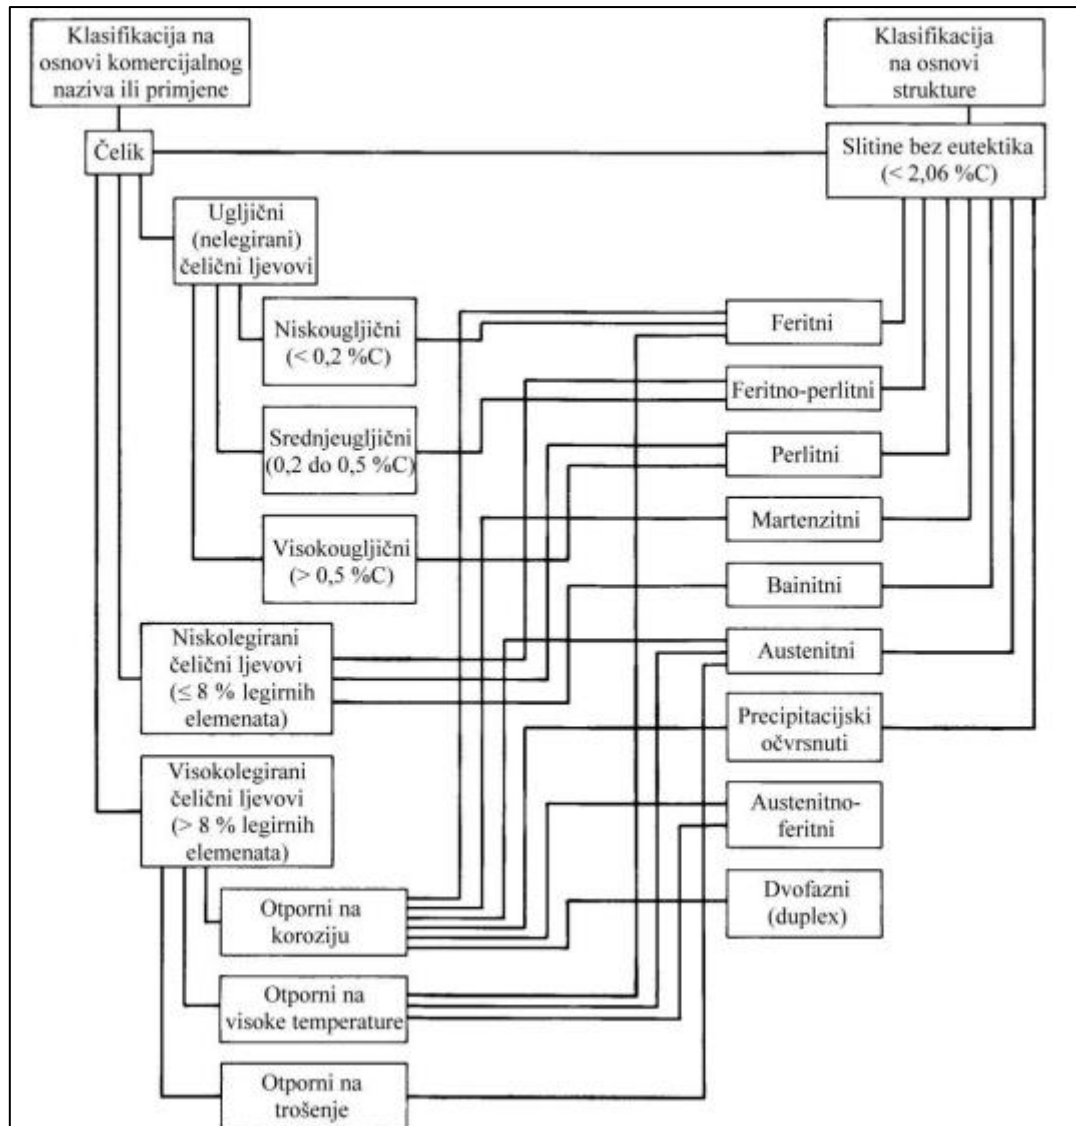 Klasifikacija na
osnovi komercijalnog
naziva ili primjene
Klasifikacija
na osnovi
strukture
Čelik
Slitine bez eutektika
(< 2,06 %C)
Ugljični
(nelegirani)
čelični ljevovi
Niskougljični
(< 0,2 %C)
Srednjeugljični
(0,2 do 0,5 %C)
Visokougljični
(> 0,5 %C)
Niskolegirani
čelični ljevovi
(≤ 8 % legirnih
elemenata)
Visokolegirani
čelični ljevovi
(> 8 % legirnih
elemenata)
Otporni na
koroziju
Otporni na
visoke temperature
Otporni na
trošenje
Feritni
Feritno-perlitni
Perlitni
Martenzitni
Bainitni
Austenitni
Precipitacijski
očvrsnuti
Austenitno-
feritni
Dvofazni
(duplex)